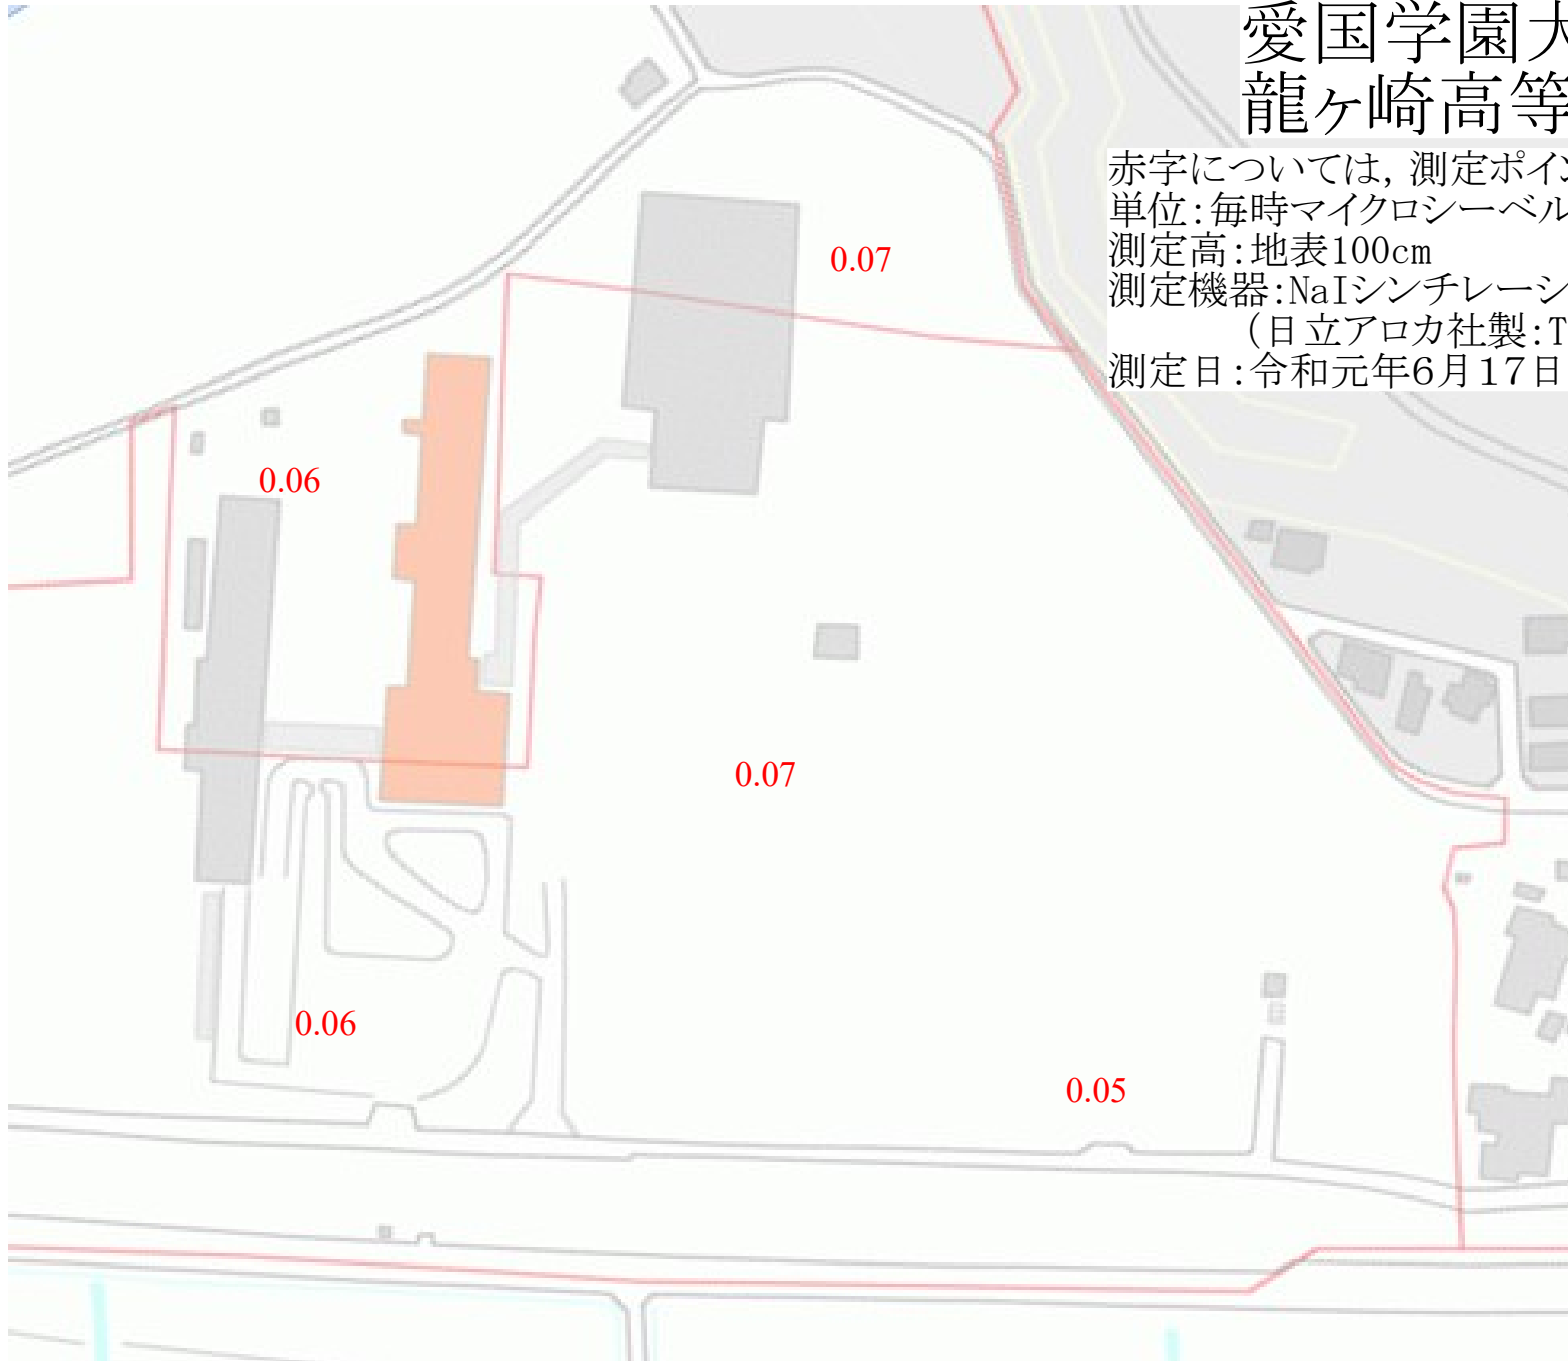 愛国学園大
龍ヶ崎高等
赤字については，測定ポイン
単位：毎時マイクロシーベル
測定高：地表100cm
測定機器：NaIシンチレーシ
（日立アロカ社製：T
測定日：令和元年6月17日
0.07
0.06
0.07
0.06
0.05